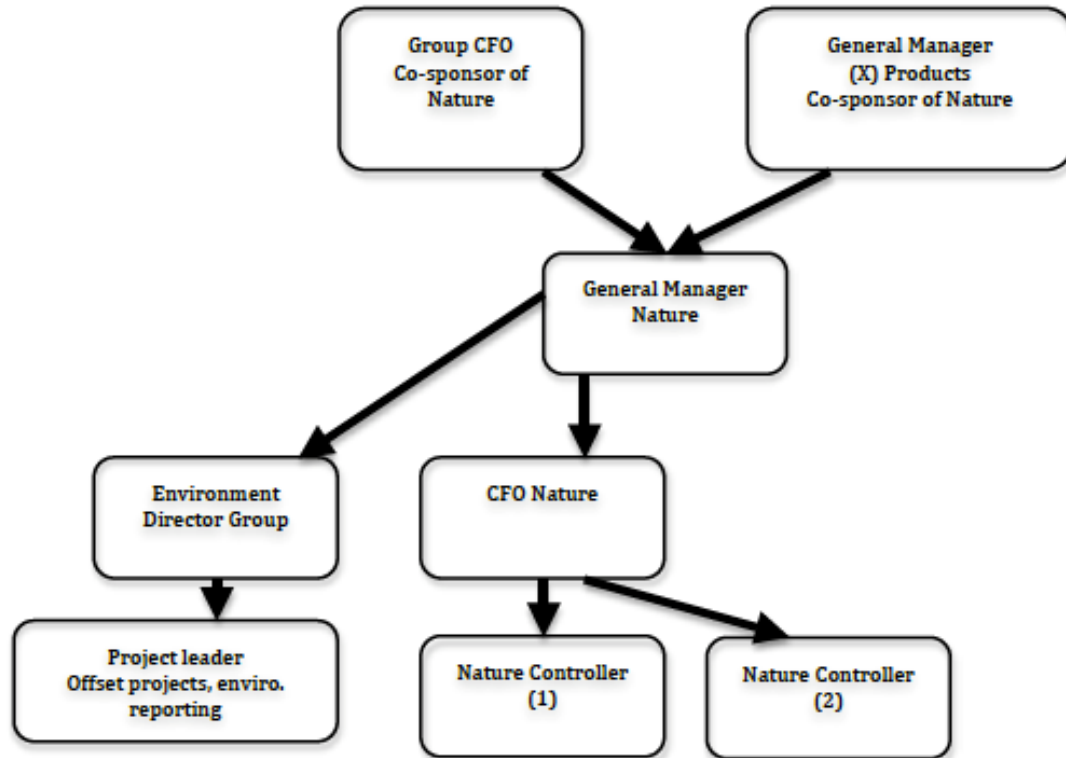 Group CFO
Co-sponsor of
Nature
General Manager
(X) Products
Co-sponsor of Nature
General Manager
Nature
Environment
Director Group
CFO Nature
Project leader
Offset projects, enviro.
reporting
Nature Controller
(1)
Nature Controller
(2)